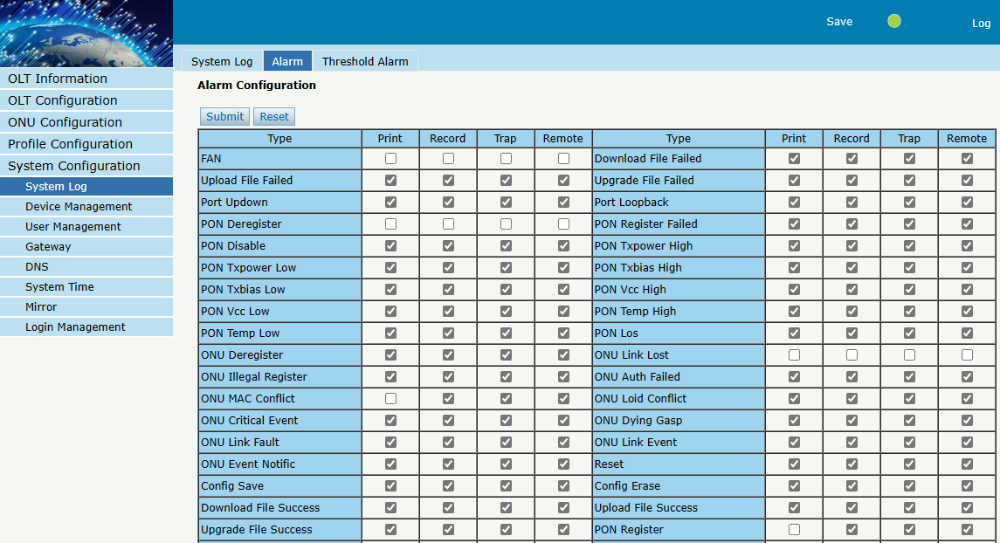 Save
Log
System Log Alarm Threshold Alarm
OLT Information
OLT Configuration
ONU Configuration
Profile Configuration
System Configuration
System Log
Device Management
User Management
Gateway
DNS
System Time
Mirror
Login Management
Alarm Configuration
Submit Reset
Type Print Record Trap Remote Type Print Record Trap Remote
FAN Download File Failed
Upload File Failed Upgrade File Failed
Port Updown Port Loopback
PON Deregister PON Register Failed
PON Disable PON Txpower High
PON Txpower Low PON Txbias High
PON Txbias Low PON Vcc High
PON Vcc Low PON Temp High
PON Temp Low PON Los
ONU Deregister ONU Link Lost
ONU Illegal Register ONU Auth Failed
ONU MAC Conflict ONU Loid Conflict
ONU Critical Event ONU Dying Gasp
ONU Link Fault ONU Link Event
ONU Event Notific Reset
Config Save Config Erase
Download File Success Upload File Success
Upgrade File Success PON Register